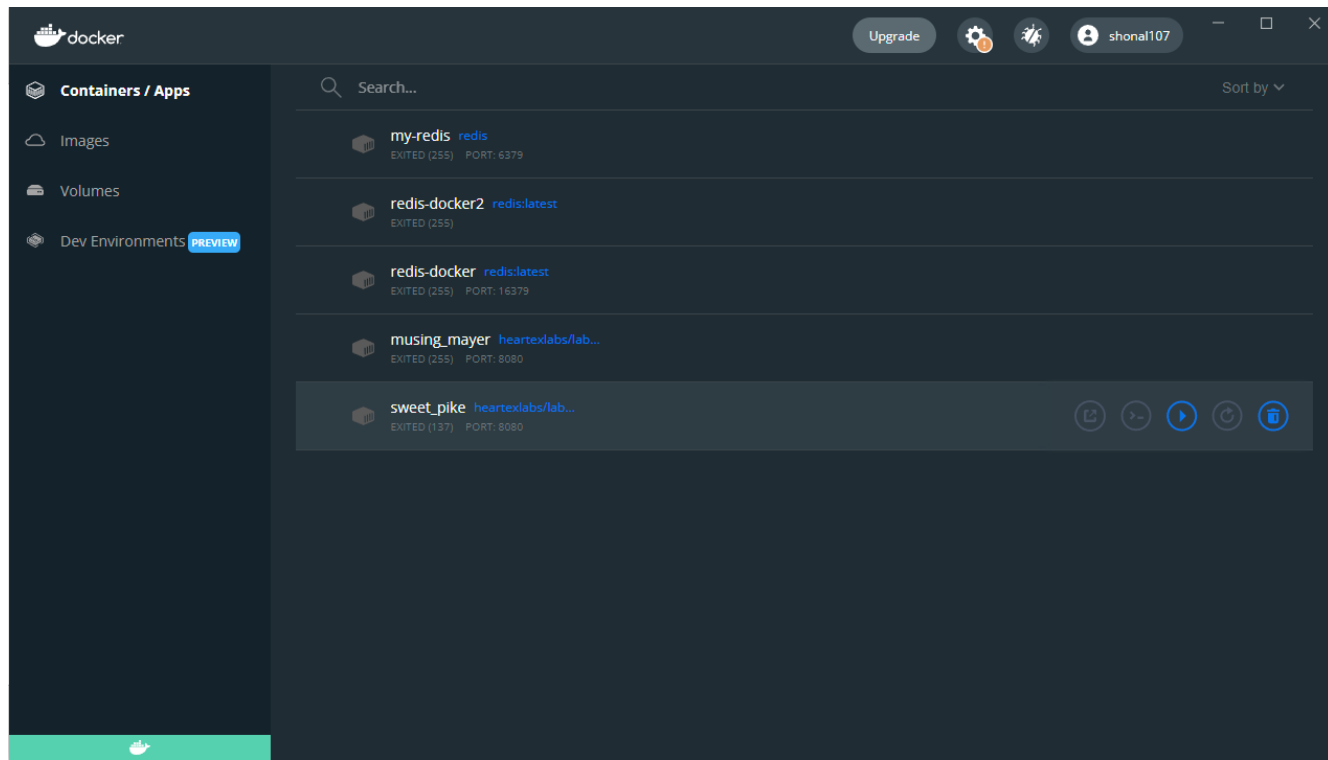 docker
Upgrade
shonal107
Containers / Apps
Images
Volumes
Dev Environments PREVIEW
Search...
Sort by
my-redis redis
EXITED (255) PORT: 6379
redis-docker2 redis:latest
EXITED (255)
redis-docker redis:latest
EXITED (255) PORT: 16379
musing_mayer heartexlabs/lab...
EXITED (255) PORT: 8080
sweet_pike heartexlabs/lab...
EXITED (137) PORT: 8080